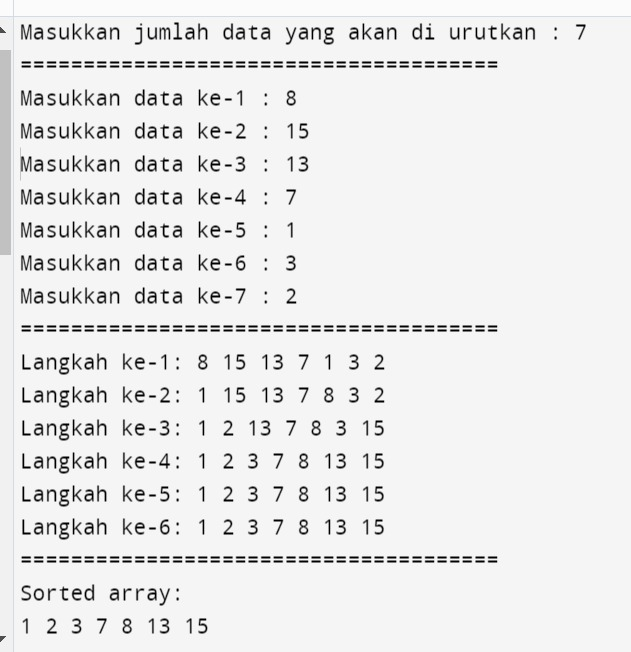 Masukkan jumlah data yang akan di urutkan : 7
======================================
Masukkan data ke-1 : 8
Masukkan data ke-2 : 15
Masukkan data ke-3 : 13
Masukkan data ke-4 : 7
Masukkan data ke-5 : 1
Masukkan data ke-6 : 3
Masukkan data ke-7 : 2
======================================
Langkah ke-1: 8 15 13 7 1 3 2
Langkah ke-2: 1 15 13 7 8 3 2
Langkah ke-3: 1 2 13 7 8 3 15
Langkah ke-4: 1 2 3 7 8 13 15
Langkah ke-5: 1 2 3 7 8 13 15
Langkah ke-6: 1 2 3 7 8 13 15
======================================
Sorted array:
1 2 3 7 8 13 15